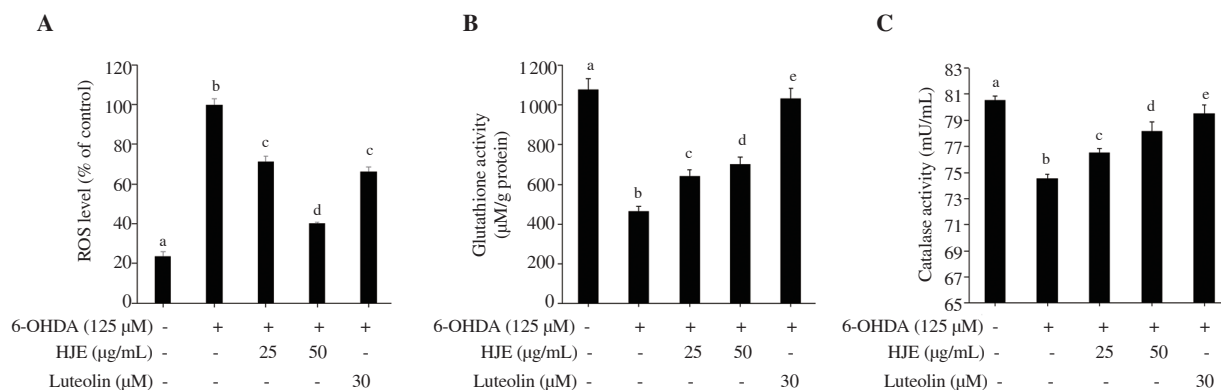 A
ROS level (% of control)
120
100
80
60
40
20
0
a
b
c
d
c
6-OHDA (125 μM) - + + + +
HJE (μg/mL) - - 25 50 -
Luteolin (μM) - - - - 30
B
Glutathione activity
(μM/g protein)
1200
1000
800
600
400
200
0
a
b
c
d
e
6-OHDA (125 μM) - + + + +
HJE (μg/mL) - - 25 50 -
Luteolin (μM) - - - - 30
C
Catalase activity (mU/mL)
83
81
79
77
75
73
71
69
67
65
a
b
c
d
e
6-OHDA (125 μM) - + + + +
HJE (μg/mL) - - 25 50 -
Luteolin (μM) - - - - 30